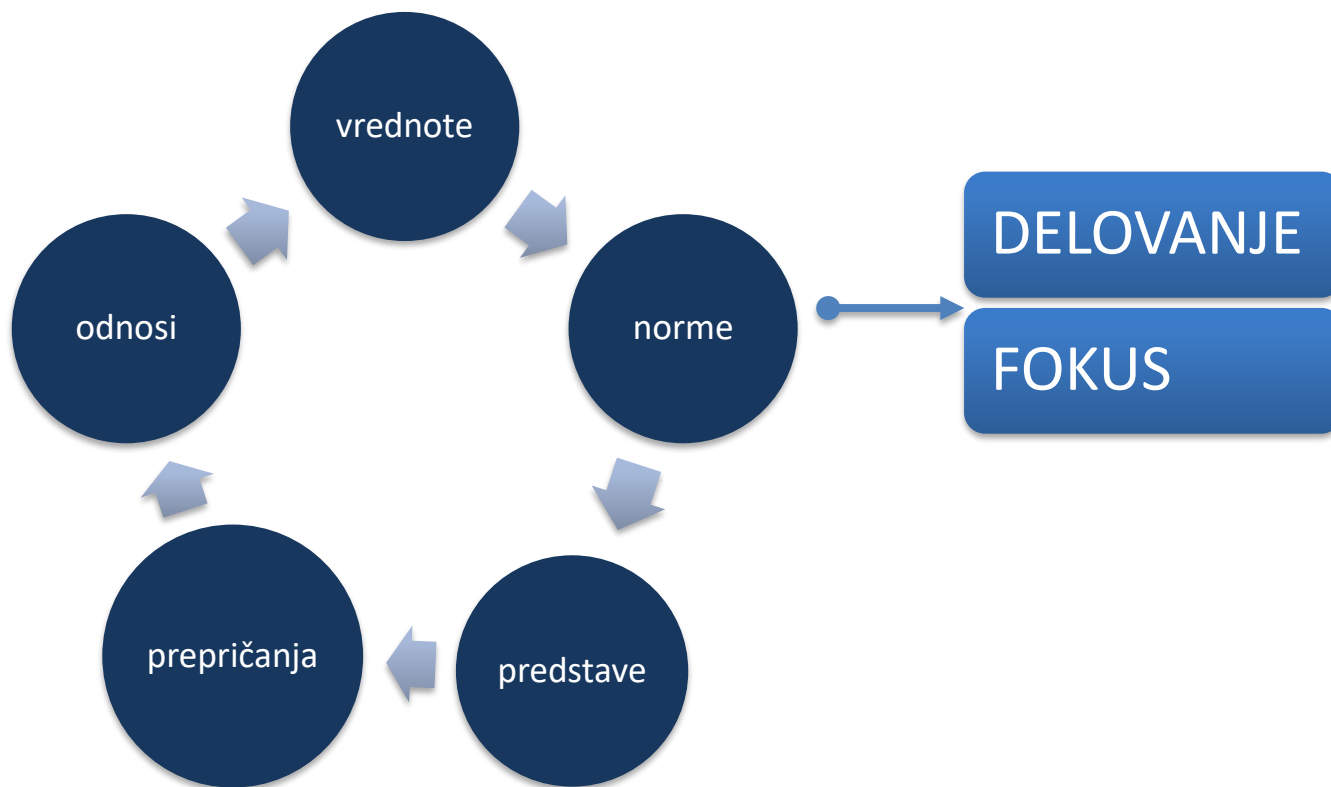 vrednote
norme
predstave
prepričanja
odnosi
DELOVANJE
FOKUS